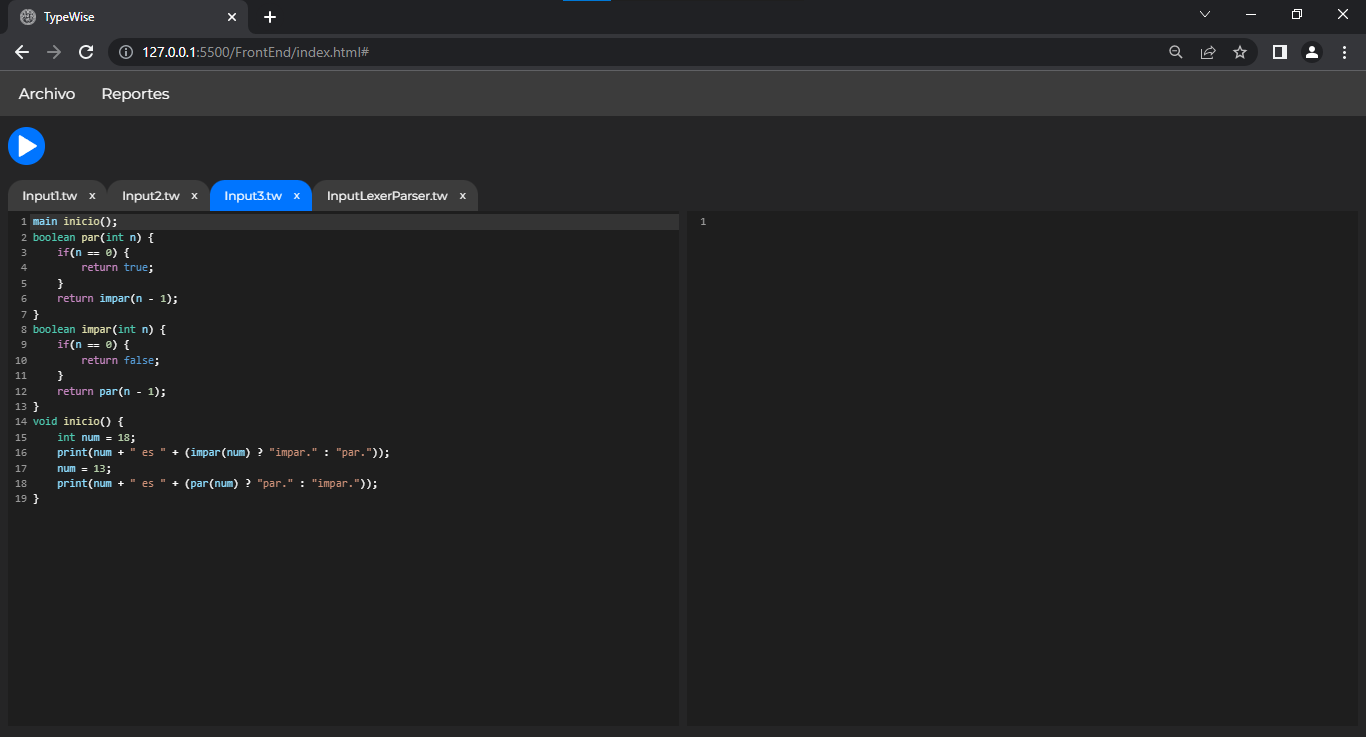 TypeWise
127.0.0.1:5500/FrontEnd/index.html#
Archivo Reportes
Input1.tw x Input2.tw x Input3.tw x InputLexerParser.tw x
1 main inicio();
2 boolean par(int n) {
3     if(n == 0) {
4         return true;
5     }
6     return impar(n - 1);
7 }
8 boolean impar(int n) {
9     if(n == 0) {
10         return false;
11     }
12     return par(n - 1);
13 }
14 void inicio() {
15     int num = 18;
16     print(num + " es " + (impar(num) ? "impar." : "par."));
17     num = 13;
18     print(num + " es " + (par(num) ? "par." : "impar."));
19 }
1